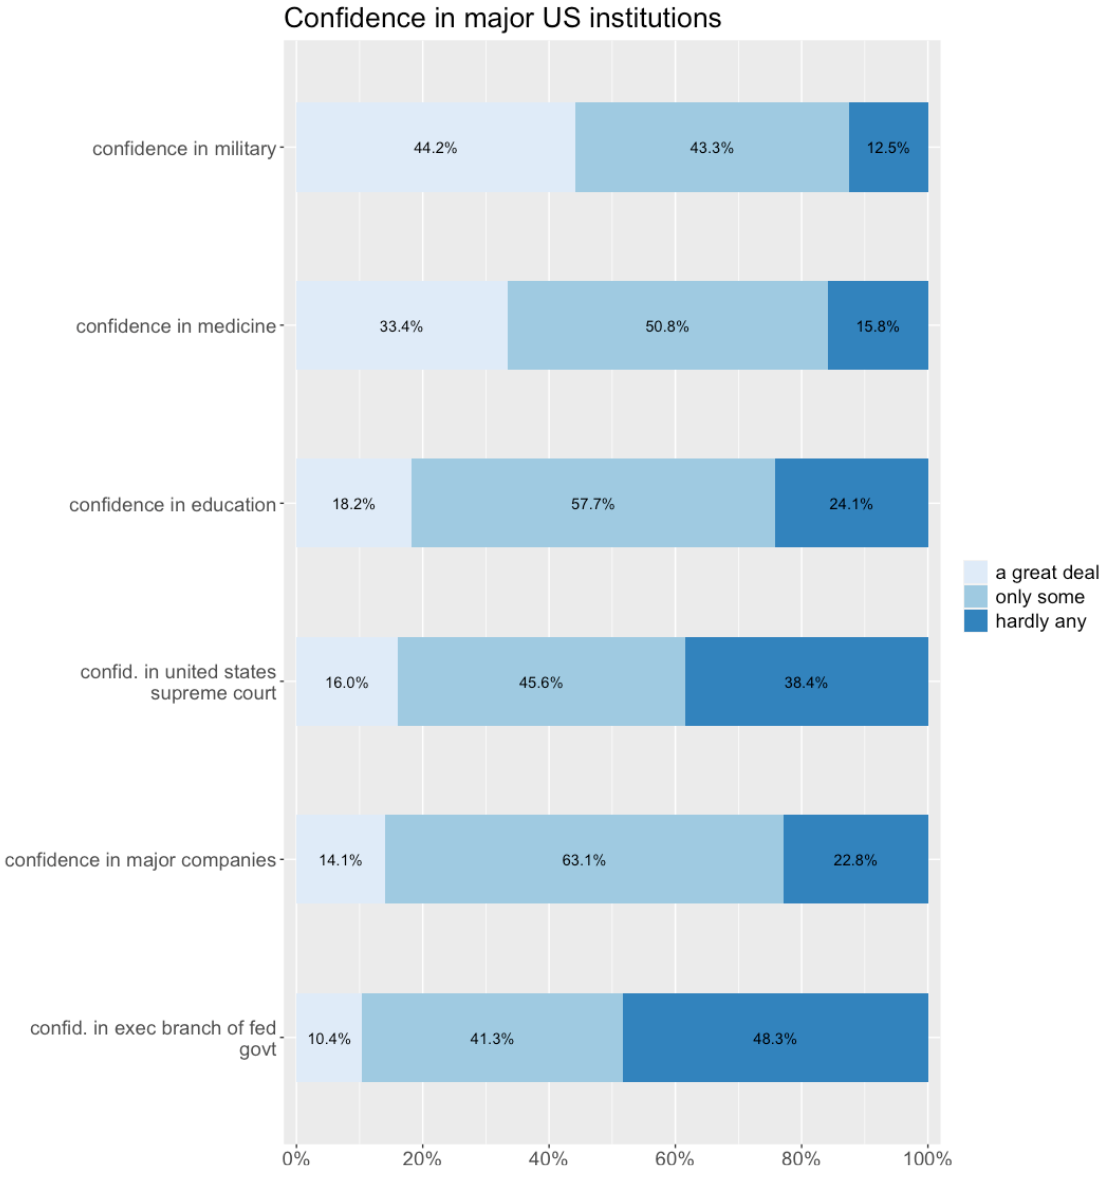 Confidence in major US institutions
confidence in military
44.2%
43.3%
12.5%
confidence in medicine
33.4%
50.8%
15.8%
confidence in education
18.2%
57.7%
24.1%
confid. in united states
supreme court
16.0%
45.6%
38.4%
confidence in major companies
14.1%
63.1%
22.8%
confid. in exec branch of fed
govt
10.4%
41.3%
48.3%
0%
20%
40%
60%
80%
100%
a great deal
only some
hardly any